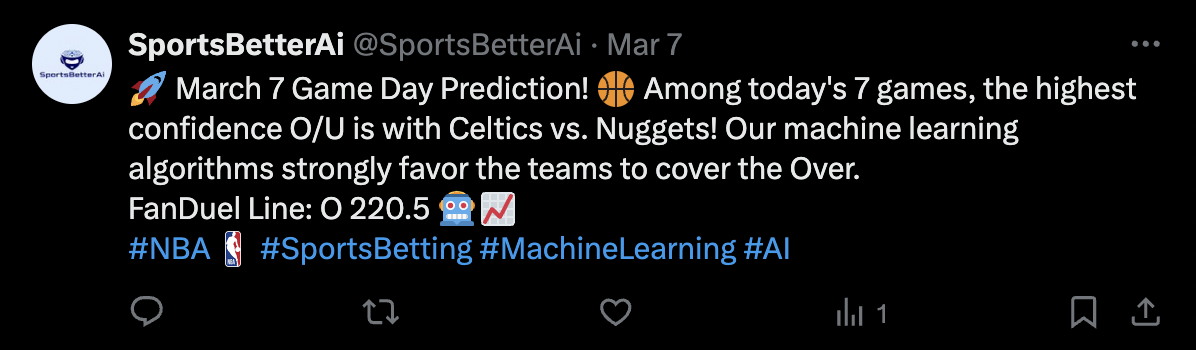 SportsBetterAi @SportsBetterAi · Mar 7
SportsBetterAi
🚀 March 7 Game Day Prediction! 🏀 Among today's 7 games, the highest
confidence O/U is with Celtics vs. Nuggets! Our machine learning
algorithms strongly favor the teams to cover the Over.
FanDuel Line: O 220.5 🤖📈
#NBA NBA #SportsBetting #MachineLearning #AI
1